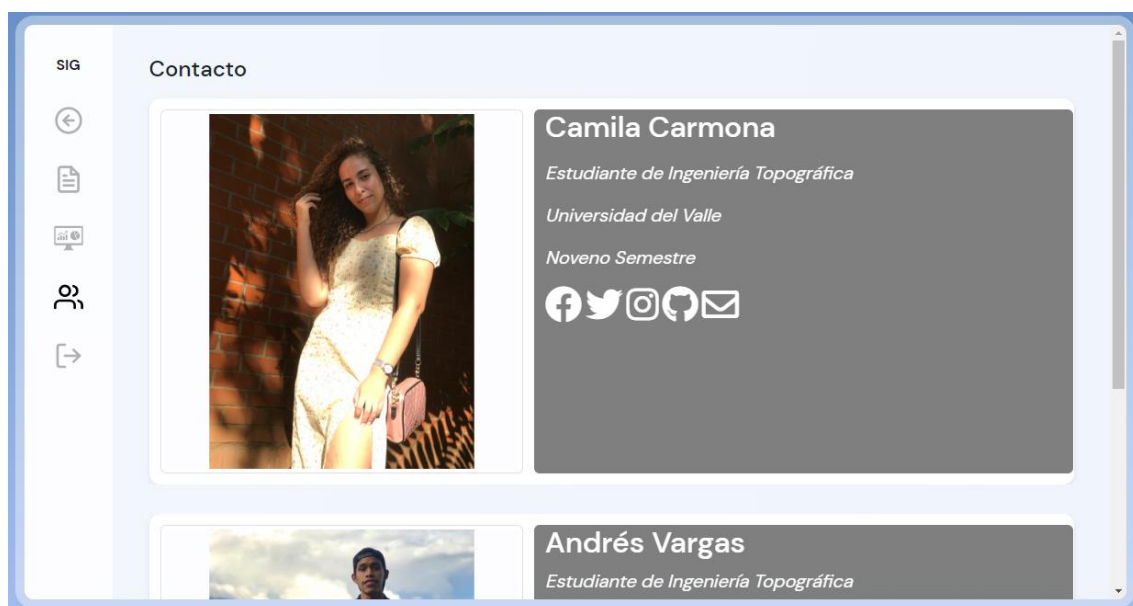 SIG
Contacto
Camila Carmona
Estudiante de Ingeniería Topográfica
Universidad del Valle
Noveno Semestre
Andrés Vargas
Estudiante de Ingeniería Topográfica